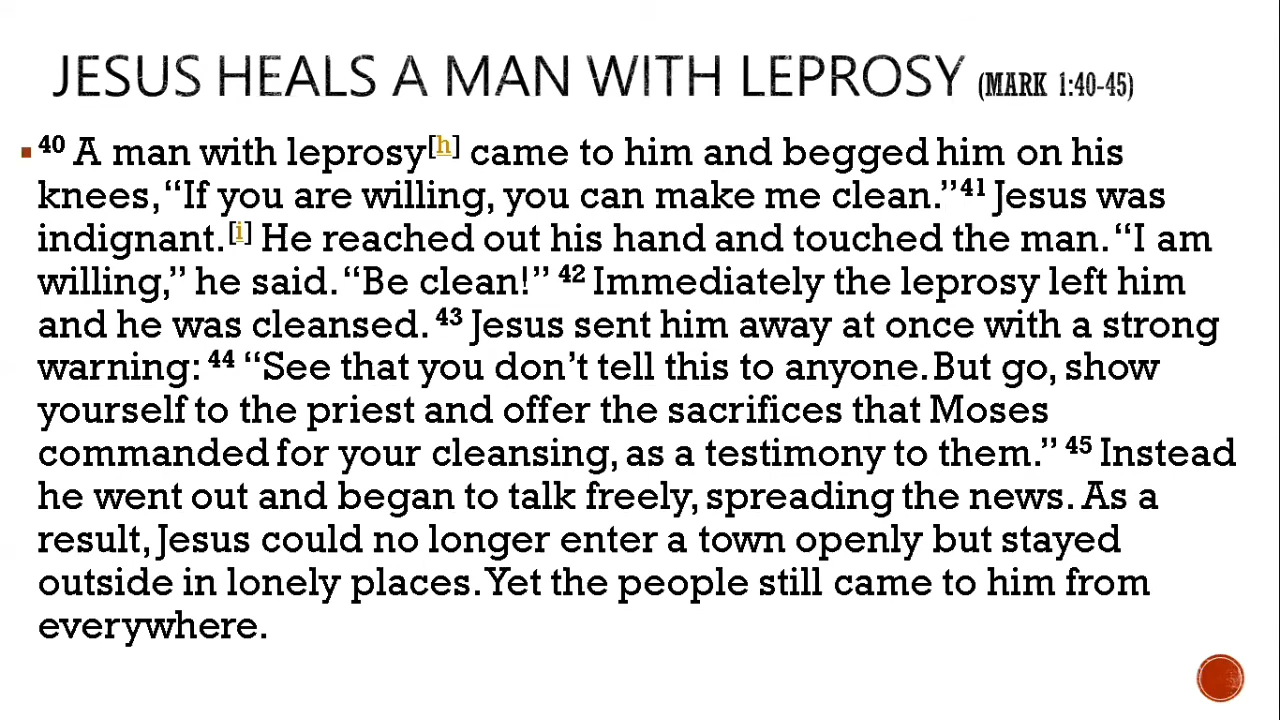 JESUS HEALS A MAN WITH LEPROSY (MARK 1:40-45)
▪ 40 A man with leprosy[h] came to him and begged him on his
knees, “If you are willing, you can make me clean.” 41 Jesus was
indignant.[i] He reached out his hand and touched the man. “I am
willing,” he said. “Be clean!” 42 Immediately the leprosy left him
and he was cleansed. 43 Jesus sent him away at once with a strong
warning: 44 “See that you don’t tell this to anyone. But go, show
yourself to the priest and offer the sacrifices that Moses
commanded for your cleansing, as a testimony to them.” 45 Instead
he went out and began to talk freely, spreading the news. As a
result, Jesus could no longer enter a town openly but stayed
outside in lonely places. Yet the people still came to him from
everywhere.